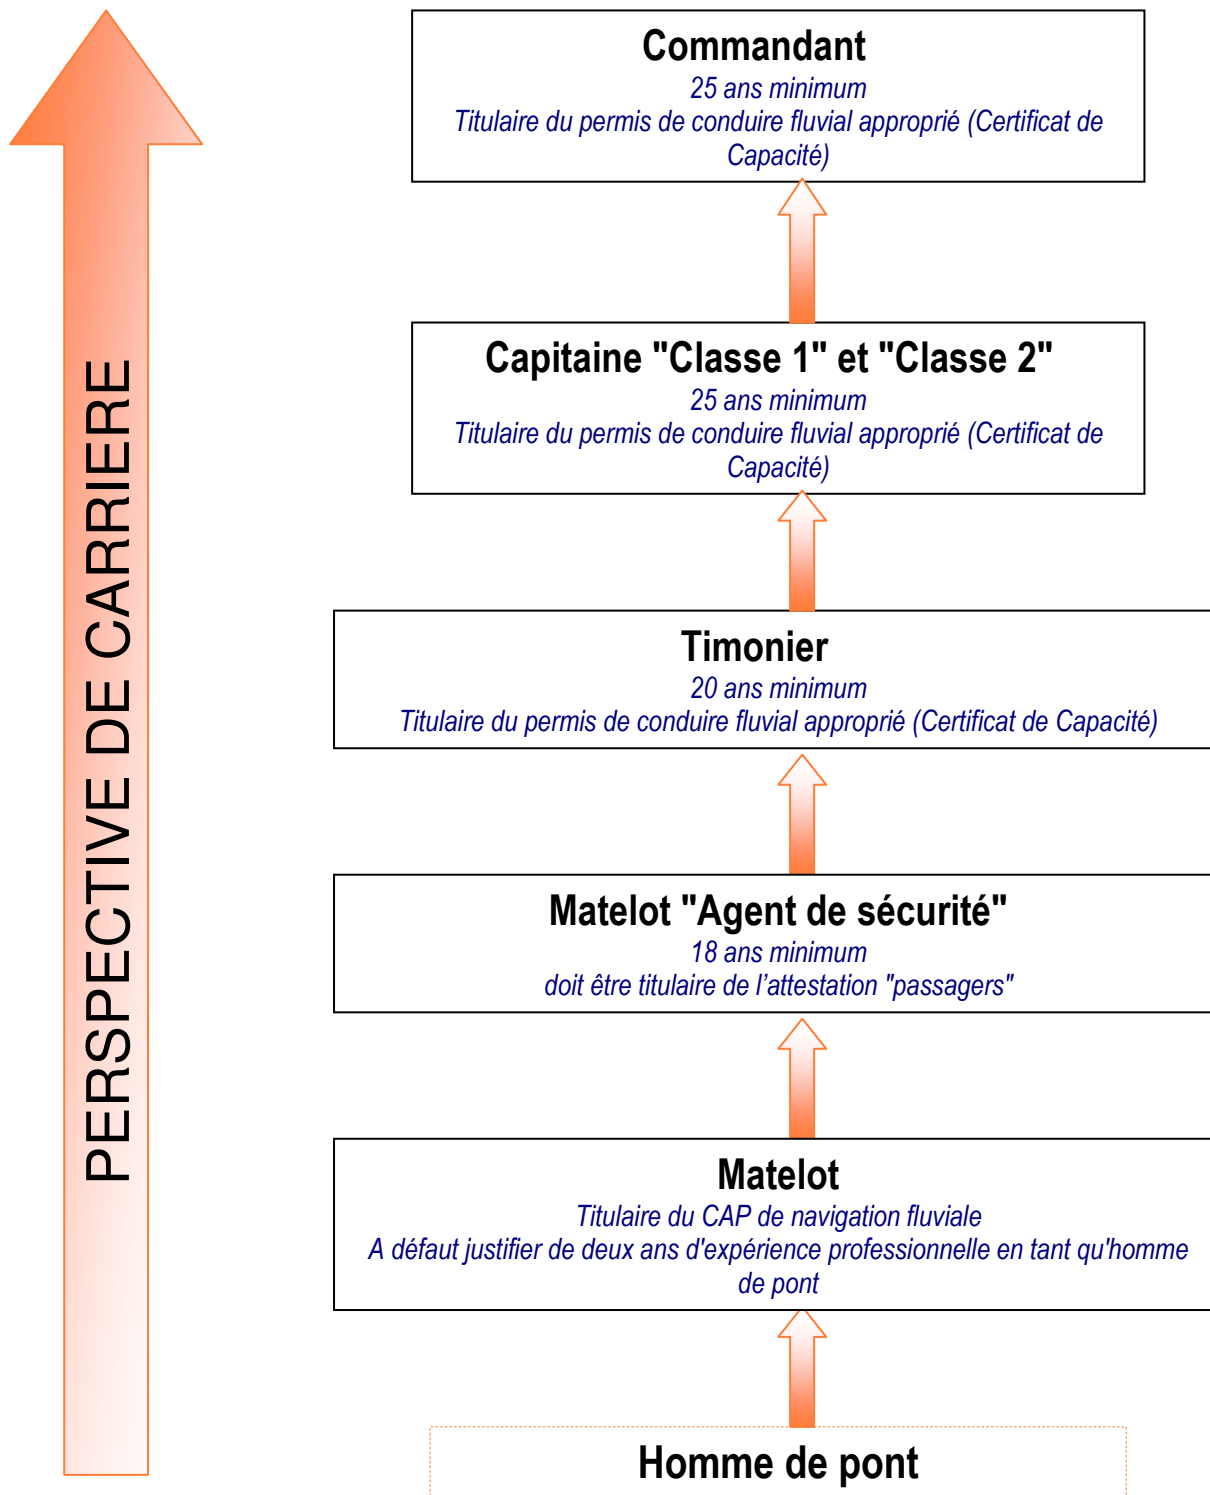 PERSPECTIVE DE CARRIERE
Commandant
25 ans minimum
Titulaire du permis de conduire fluvial approprié (Certificat de
Capacité)
Capitaine "Classe 1" et "Classe 2"
25 ans minimum
Titulaire du permis de conduire fluvial approprié (Certificat de
Capacité)
Timonier
20 ans minimum
Titulaire du permis de conduire fluvial approprié (Certificat de Capacité)
Matelot "Agent de sécurité"
18 ans minimum
doit être titulaire de l’attestation "passagers"
Matelot
Titulaire du CAP de navigation fluviale
A défaut justifier de deux ans d'expérience professionnelle en tant qu'homme
de pont
Homme de pont